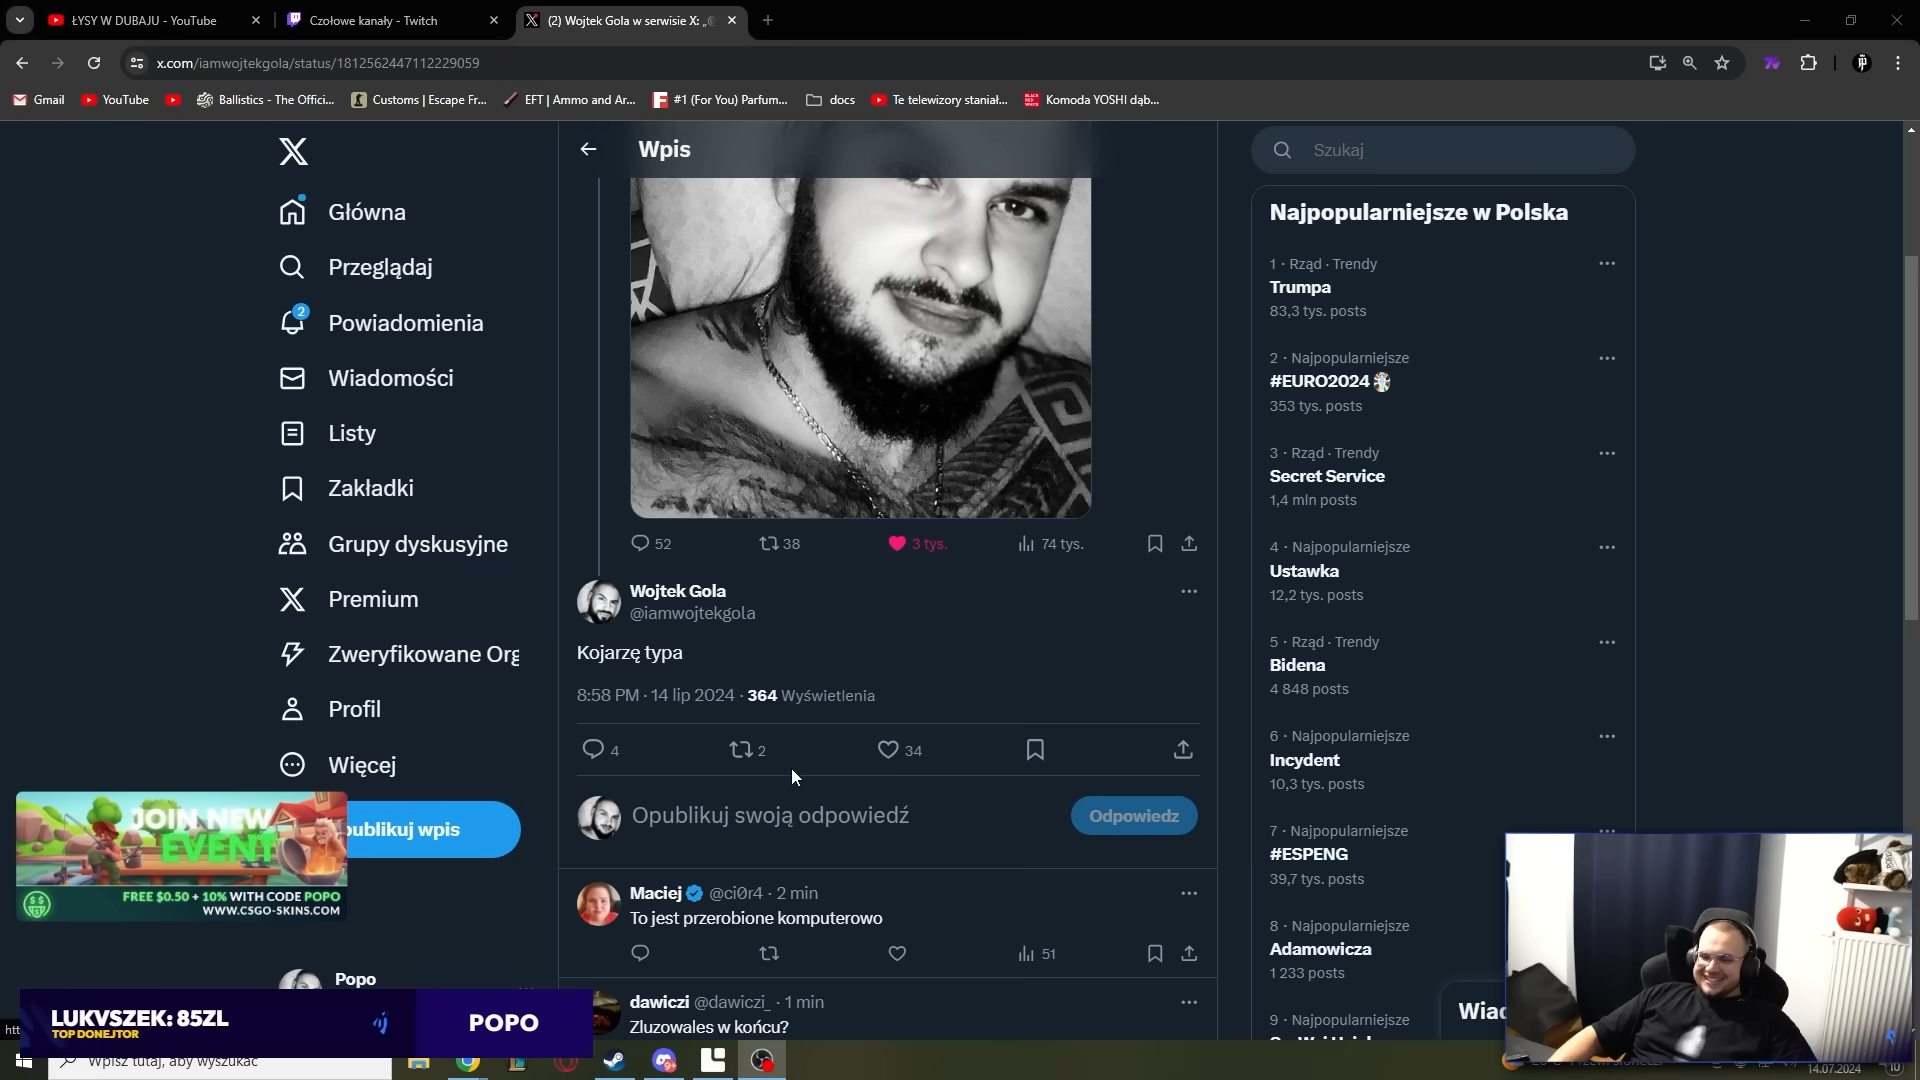 ŁYSY W DUBAJU - YouTube
Czołowe kanały - Twitch
(2) Wojtek Gola w serwisie X: „
x.com/iamwojtekgola/status/1812562447112229059
Gmail
YouTube
Ballistics - The Offici...
Customs | Escape Fr...
EFT | Ammo and Ar...
#1 (For You) Parfum...
docs
Te telewizory staniał...
Komoda YOSHI dąb...
Główna
Przeglądaj
2
Powiadomienia
Wiadomości
Listy
Zakładki
Grupy dyskusyjne
Premium
Zweryfikowane Org
Profil
Więcej
ublikuj wpis
JOIN NEW
EVENT
FREE $0.50 + 10% WITH CODE POPO
WWW.CSGO-SKINS.COM
Popo
LUKVSZEK: 85ZL
TOP DONEJTOR
POPO
Wpis
52
38
3 tys.
74 tys.
Wojtek Gola
@iamwojtekgola
Kojarzę typa
8:58 PM · 14 lip 2024 · 364 Wyświetlenia
4
2
34
Opublikuj swoją odpowiedź
Odpowiedz
Maciej @ciØr4 · 2 min
To jest przerobione komputerowo
51
dawiczi @dawiczi_ · 1 min
Zluzowales w końcu?
Szukaj
Najpopularniejsze w Polska
1 · Rząd · Trendy
Trumpa
83,3 tys. posts
2 · Najpopularniejsze
#EURO2024
353 tys. posts
3 · Rząd · Trendy
Secret Service
1,4 mln posts
4 · Najpopularniejsze
Ustawka
12,2 tys. posts
5 · Rząd · Trendy
Bidena
4 848 posts
6 · Najpopularniejsze
Incydent
10,3 tys. posts
7 · Najpopularniejsze
#ESPENG
39,7 tys. posts
8 · Najpopularniejsze
Adamowicza
1 233 posts
9 · Najpopularniejsze
Wiad
htt
Wpisz tutaj, aby wyszukać
14.07.2024
10